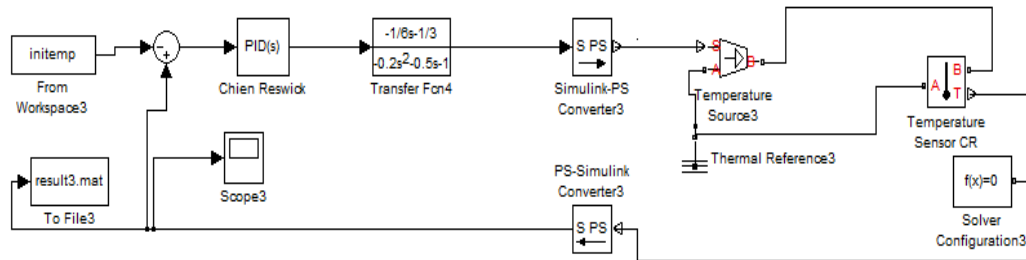 initemp
From
Workspace3
PID(s)
Chien Reswick
-1/6s-1/3
-0.2s²-0.5s-1
Transfer Fcn4
S PS
Simulink-PS
Converter3
S
A
B
Temperature
Source3
Thermal Reference3
A
B
T
Temperature
Sensor CR
result3.mat
To File3
Scope3
PS-Simulink
Converter3
S PS
f(x)=0
Solver
Configuration3